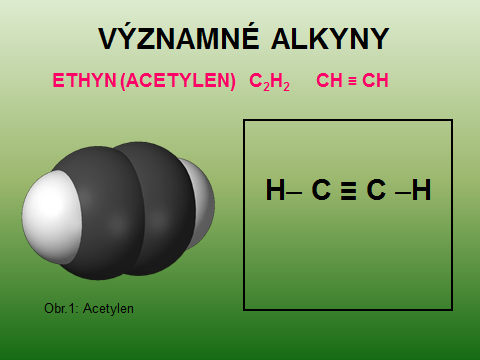 VÝZNAMNÉ ALKYNY
ETHYN (ACETYLEN) C₂H₂ CH ≡ CH
H– C ≡ C –H
Obr.1: Acetylen